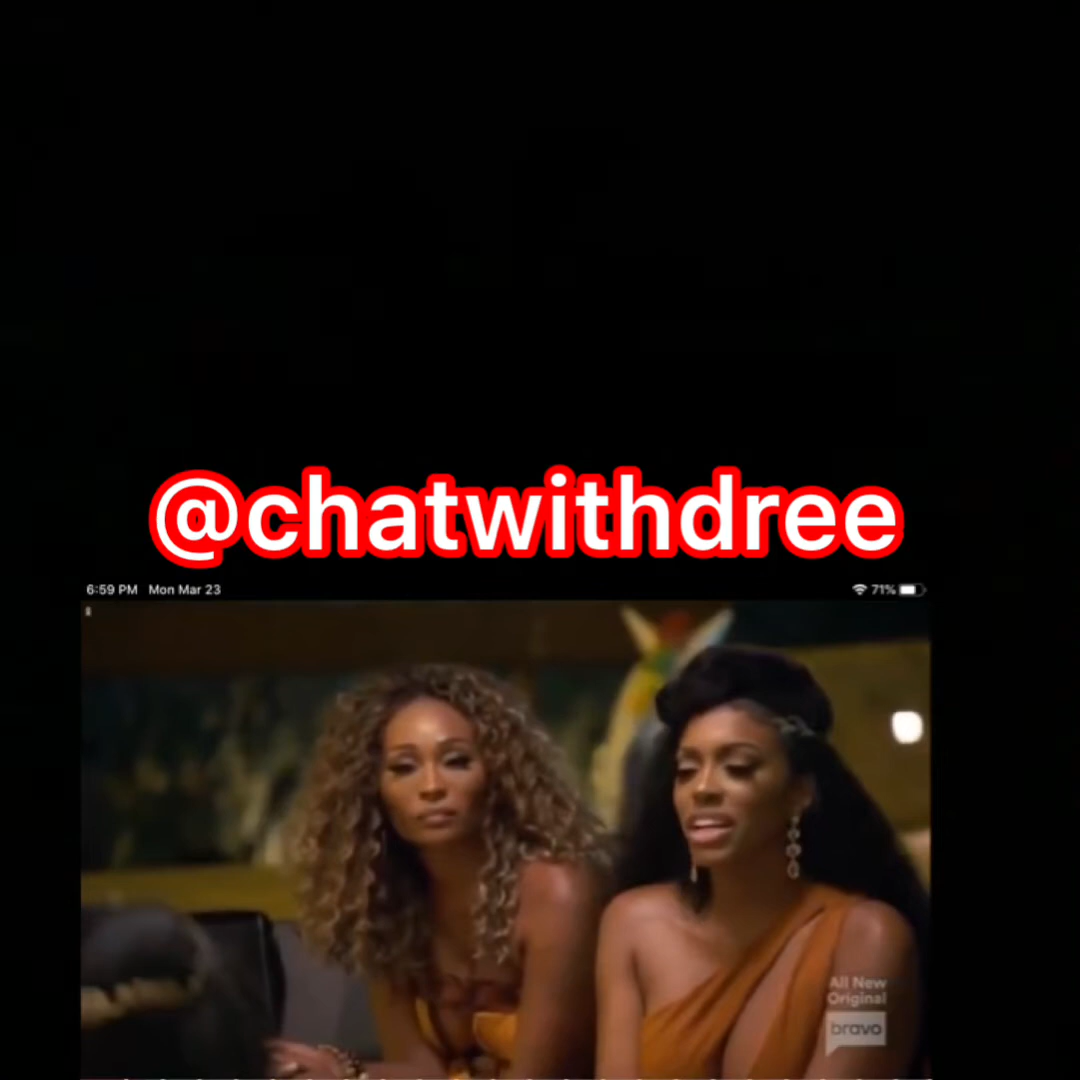 @chatwithdree
6:59 PM Mon Mar 23
71%
All New
Original
bravo